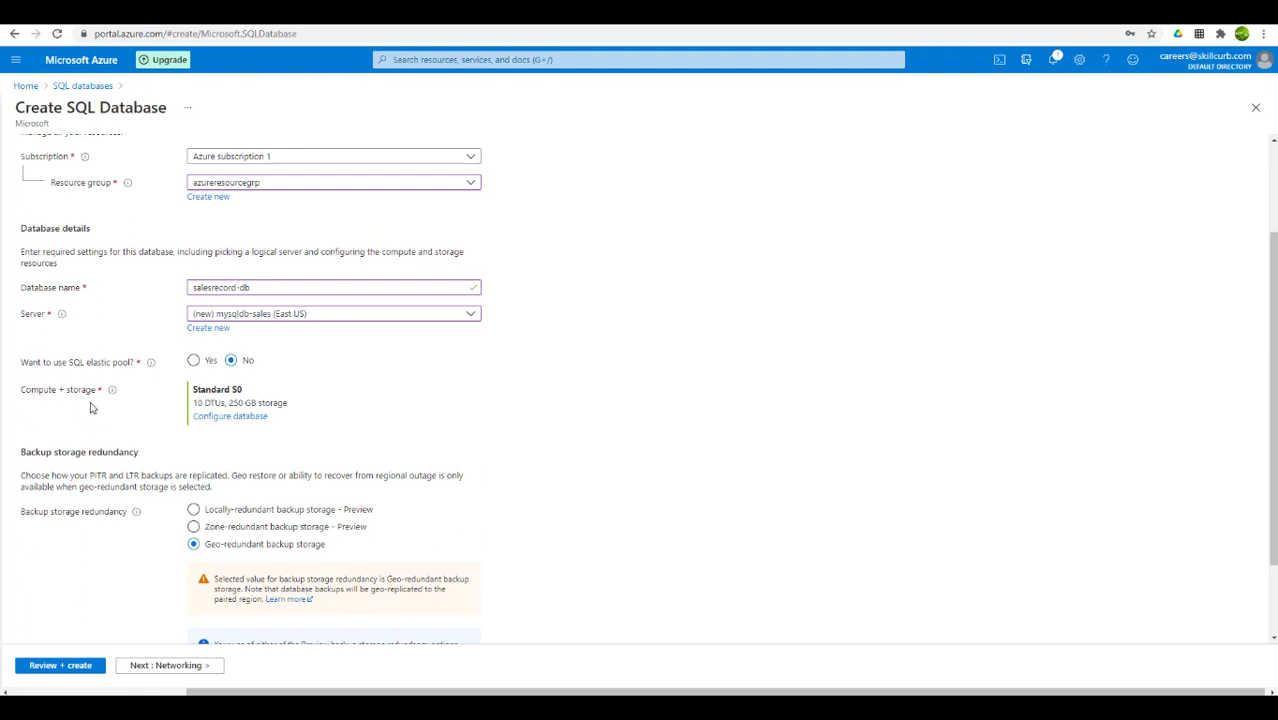 portal.azure.com/#create/Microsoft.SQLDatabase
Microsoft Azure
Upgrade
Search resources, services, and docs (G+/)
1
careers@skillcurb.com
DEFAULT DIRECTORY
Home > SQL databases >
Create SQL Database ...
Microsoft
Subscription *
Azure subscription 1
Resource group *
azureresourcegrp
Create new
Database details
Enter required settings for this database, including picking a logical server and configuring the compute and storage
resources
Database name *
salesrecord-db
Server *
(new) mysqldb-sales (East US)
Create new
Want to use SQL elastic pool? *
Yes
No
Compute + storage *
Standard S0
10 DTUs, 250 GB storage
Configure database
Backup storage redundancy
Choose how your PITR and LTR backups are replicated. Geo restore or ability to recover from regional outage is only
available when geo-redundant storage is selected.
Backup storage redundancy
Locally-redundant backup storage - Preview
Zone-redundant backup storage - Preview
Geo-redundant backup storage
Selected value for backup storage redundancy is Geo-redundant backup
storage. Note that database backups will be geo-replicated to the
paired region. Learn more
Review + create
Next : Networking >